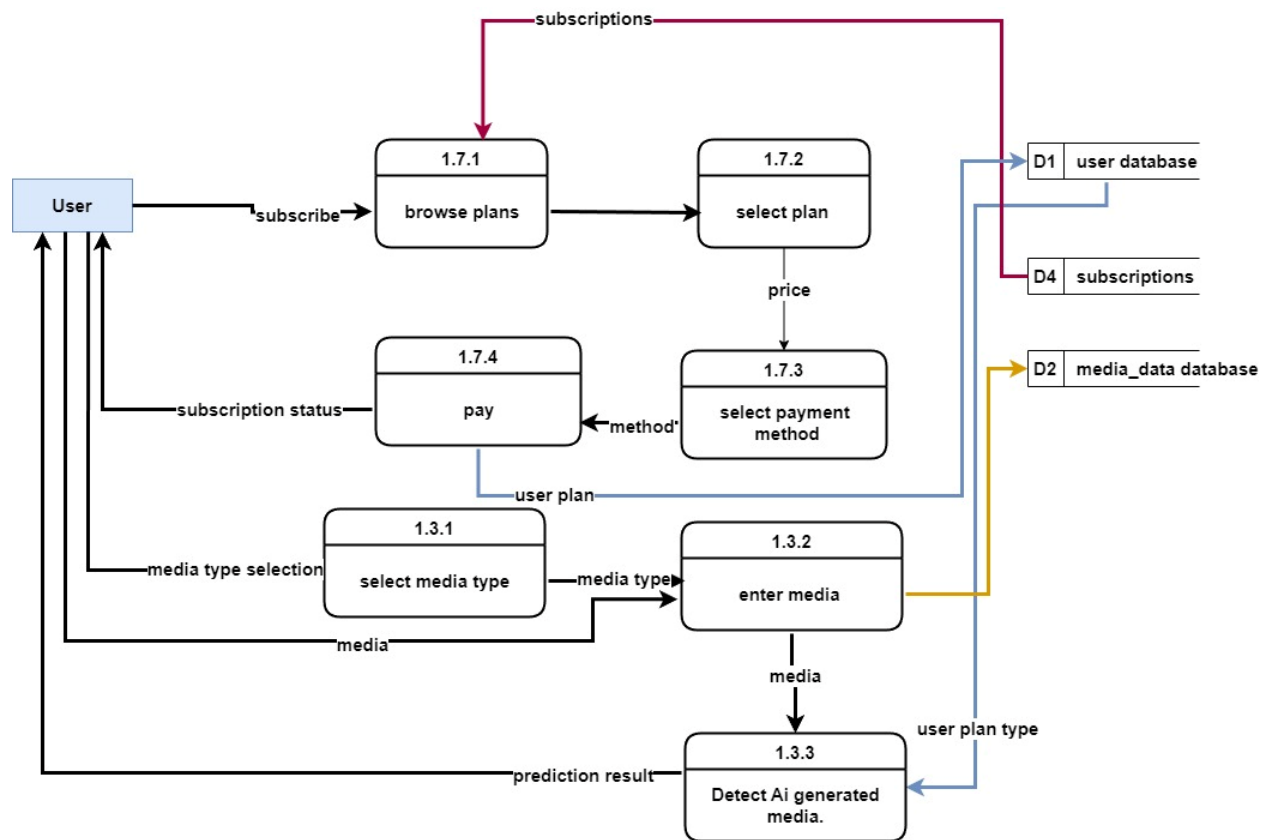 subscriptions
1.7.1
browse plans
1.7.2
select plan
D1 user database
User
subscribe
D4 subscriptions
price
1.7.4
pay
1.7.3
select payment
method
D2 media_data database
subscription status
method
user plan
1.3.1
select media type
1.3.2
enter media
media type selection
media type
media
media
user plan type
1.3.3
Detect Ai generated
media.
prediction result